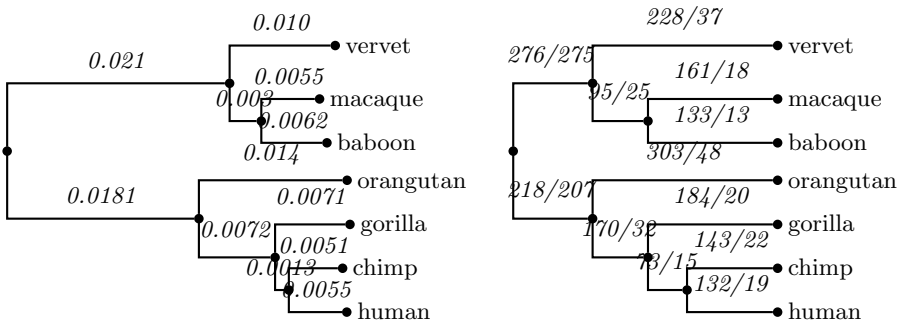 0.010
vervet
0.021
0.0055
0.003
macaque
0.0062
baboon
0.014
orangutan
0.0181
0.0071
gorilla
0.0072
0.0051
0.0013
chimp
0.0055
human
228/37
vervet
276/275
161/18
95/25
macaque
133/13
baboon
303/48
orangutan
218/207
184/20
gorilla
170/32
143/22
73/15
chimp
132/19
human